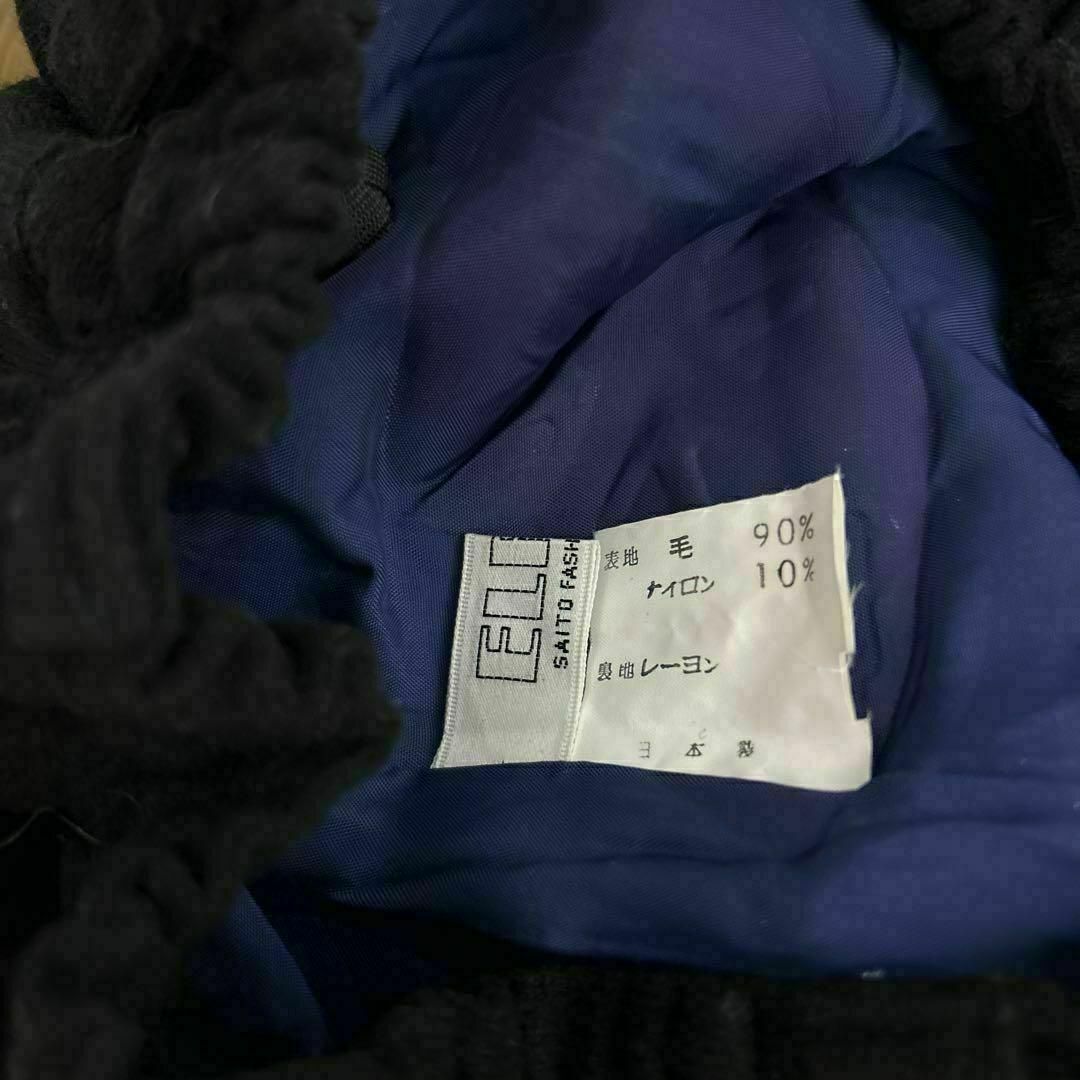 SAITO FASH
表地 毛 90%
ナイロン 10%
裏地 レーヨン
日本製